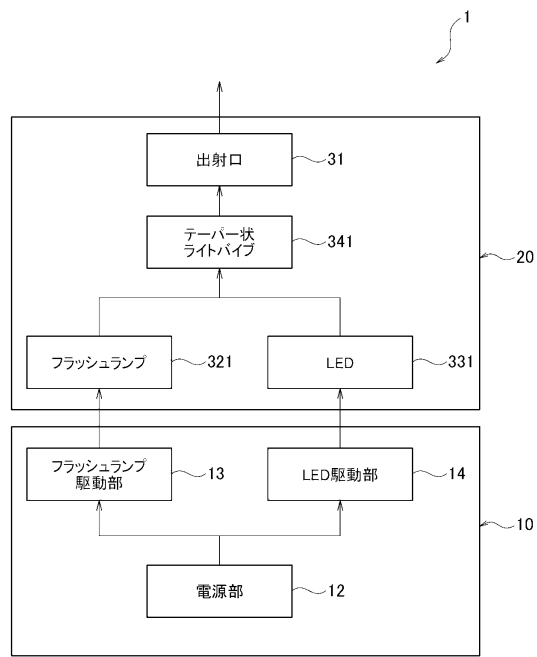 1
出射口
31
テーパー状
ライトパイプ
341
20
フラッシュランプ
321
LED
331
フラッシュランプ
駆動部
13
LED駆動部
14
10
電源部
12